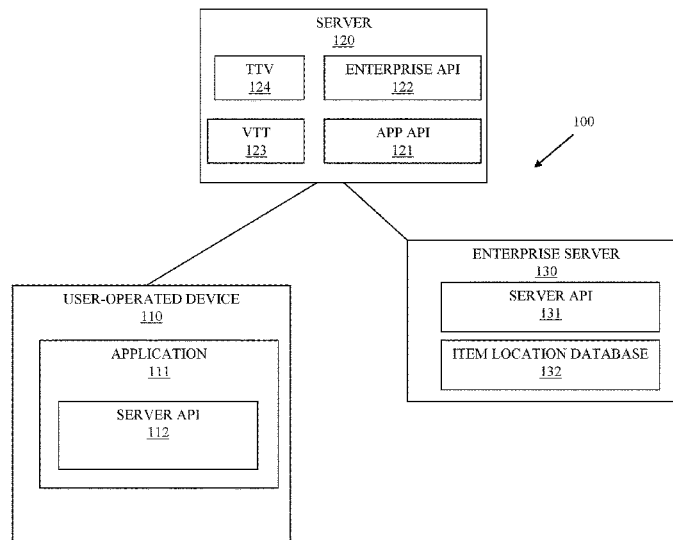 SERVER
120
TTV
124
ENTERPRISE API
122
VTT
123
APP API
121
100
ENTERPRISE SERVER
130
SERVER API
131
ITEM LOCATION DATABASE
132
USER-OPERATED DEVICE
110
APPLICATION
111
SERVER API
112